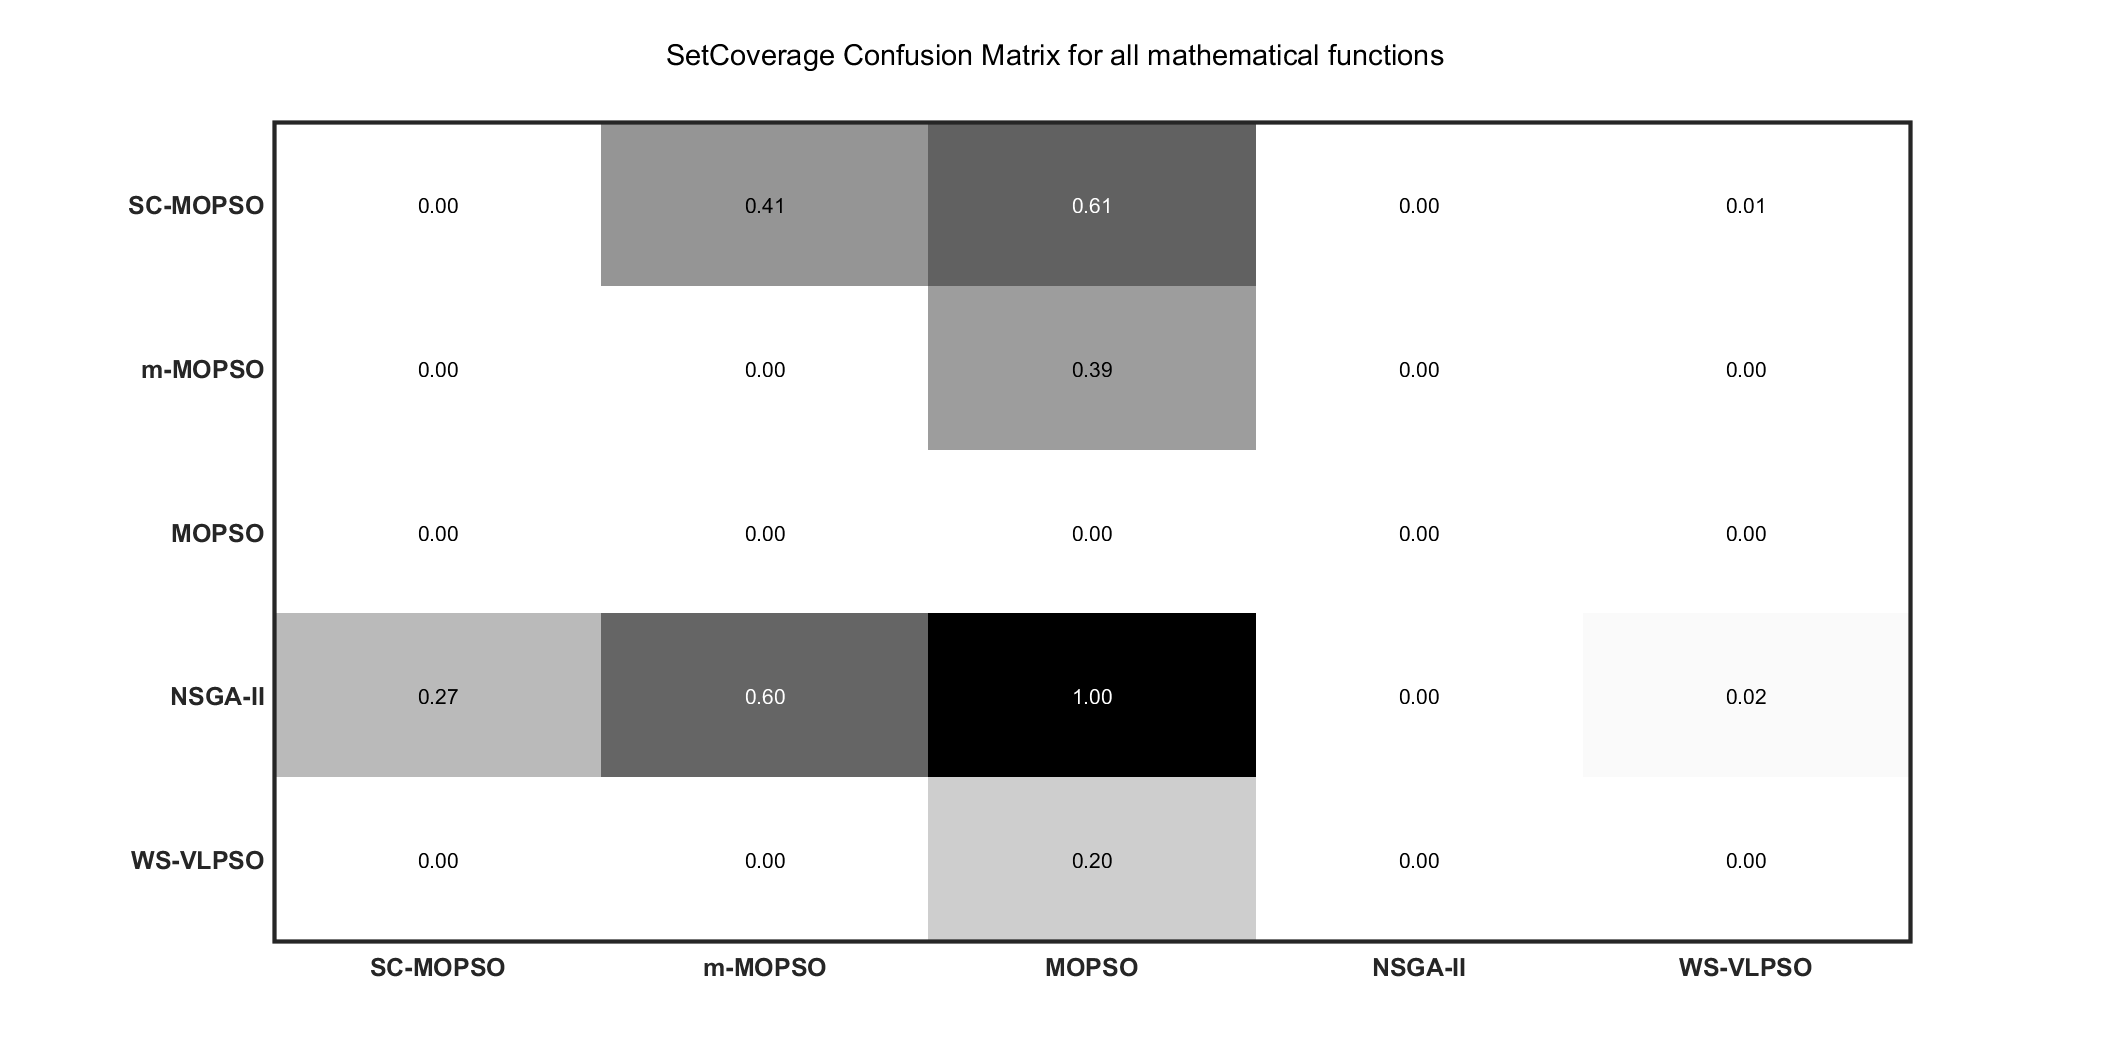 SetCoverage Confusion Matrix for all mathematical functions
SC-MOPSO 0.00 0.41 0.61 0.00 0.01
m-MOPSO 0.00 0.00 0.39 0.00 0.00
MOPSO 0.00 0.00 0.00 0.00 0.00
NSGA-II 0.27 0.60 1.00 0.00 0.02
WS-VLPSO 0.00 0.00 0.20 0.00 0.00
SC-MOPSO m-MOPSO MOPSO NSGA-II WS-VLPSO